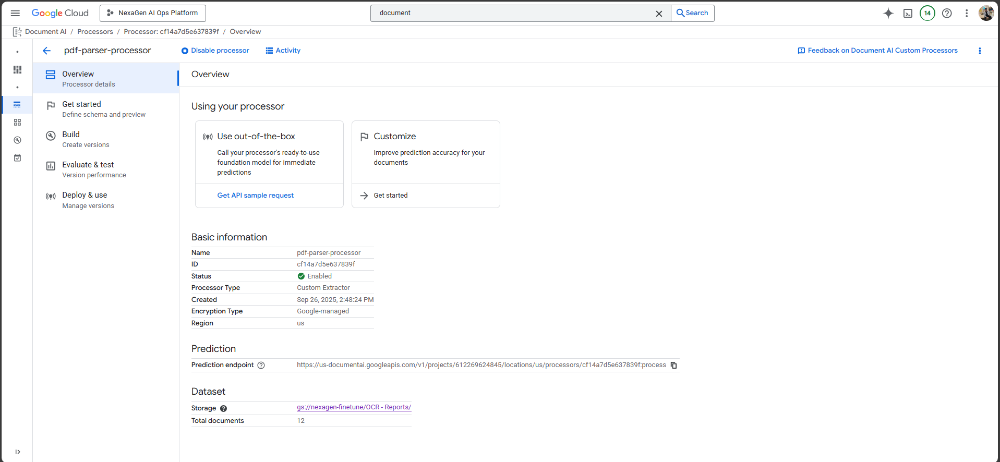 Google Cloud
NexaGen AI Ops Platform
document
Search
14
Document AI / Processors / Processor: cf14a7d5e637839f / Overview
pdf-parser-processor
Disable processor
Activity
Feedback on Document AI Custom Processors
Overview
Processor details
Get started
Define schema and preview
Build
Create versions
Evaluate & test
Version performance
Deploy & use
Manage versions
Overview
Using your processor
Use out-of-the-box
Call your processor's ready-to-use
foundation model for immediate
predictions
Get API sample request
Customize
Improve prediction accuracy for your
documents
Get started
Basic information
Name pdf-parser-processor
ID cf14a7d5e637839f
Status Enabled
Processor Type Custom Extractor
Created Sep 26, 2025, 2:48:24 PM
Encryption Type Google-managed
Region us
Prediction
Prediction endpoint https://us-documentai.googleapis.com/v1/projects/612269624845/locations/us/processors/cf14a7d5e637839f:process
Dataset
Storage gs://nexagen-finetune/OCR - Reports/
Total documents 12